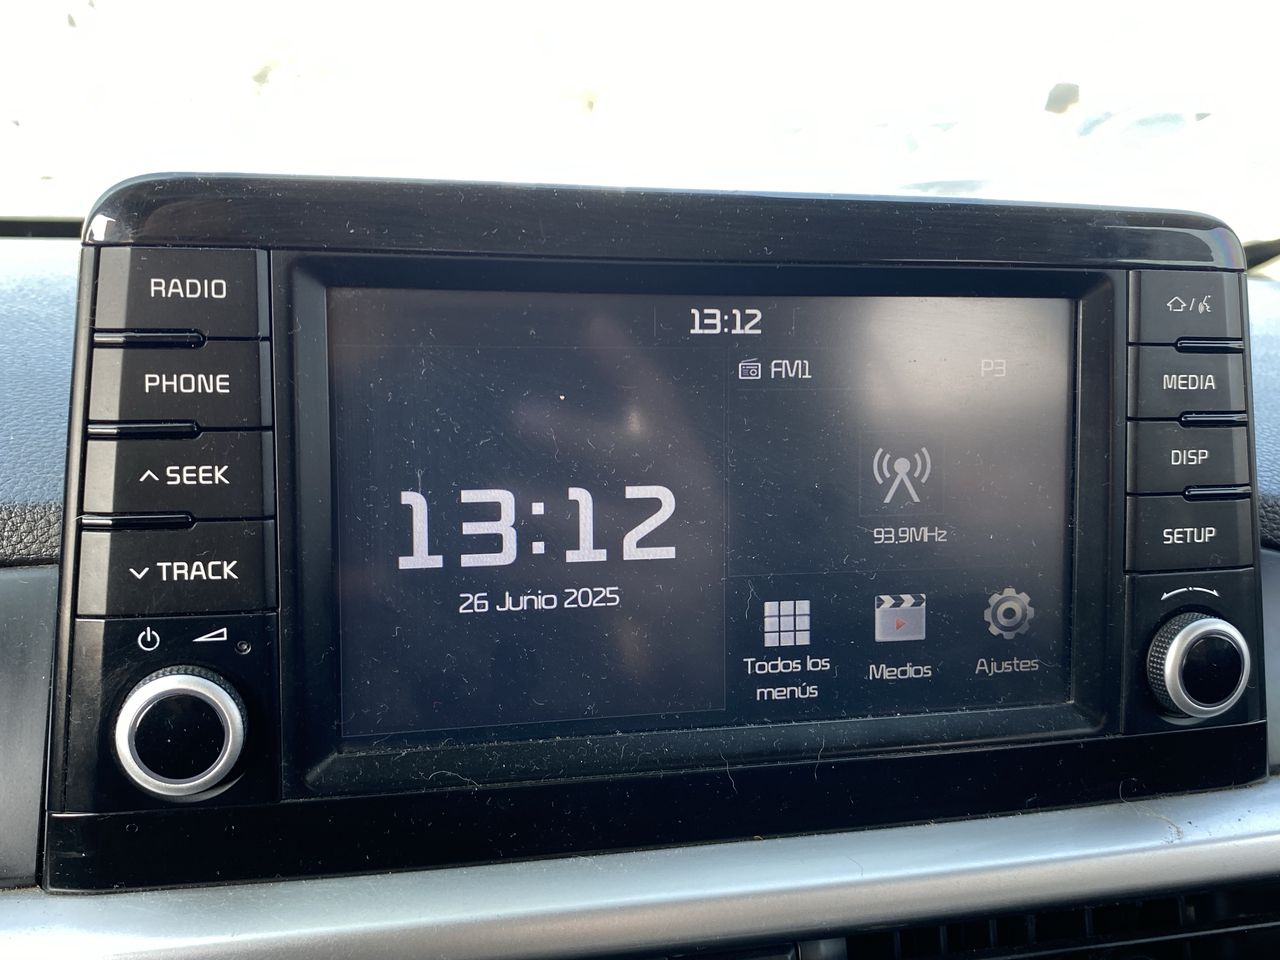 RADIO
PHONE
SEEK
TRACK
13:12
FM1
P3
13:12
26 Junio 2025
93.9MHz
Todos los
menús
Medios
Ajustes
MEDIA
DISP
SETUP